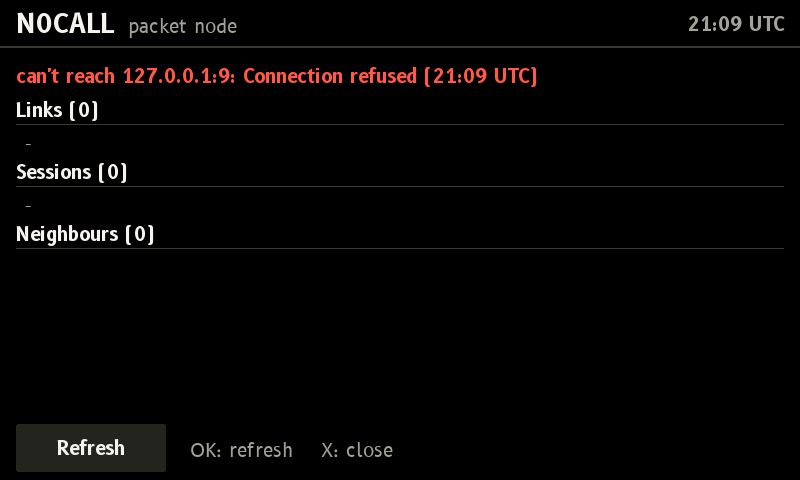 N0CALL packet node 21:09 UTC
can't reach 127.0.0.1:9: Connection refused [21:09 UTC]
Links [0]
-
Sessions [0]
-
Neighbours [0]
Refresh OK: refresh X: close